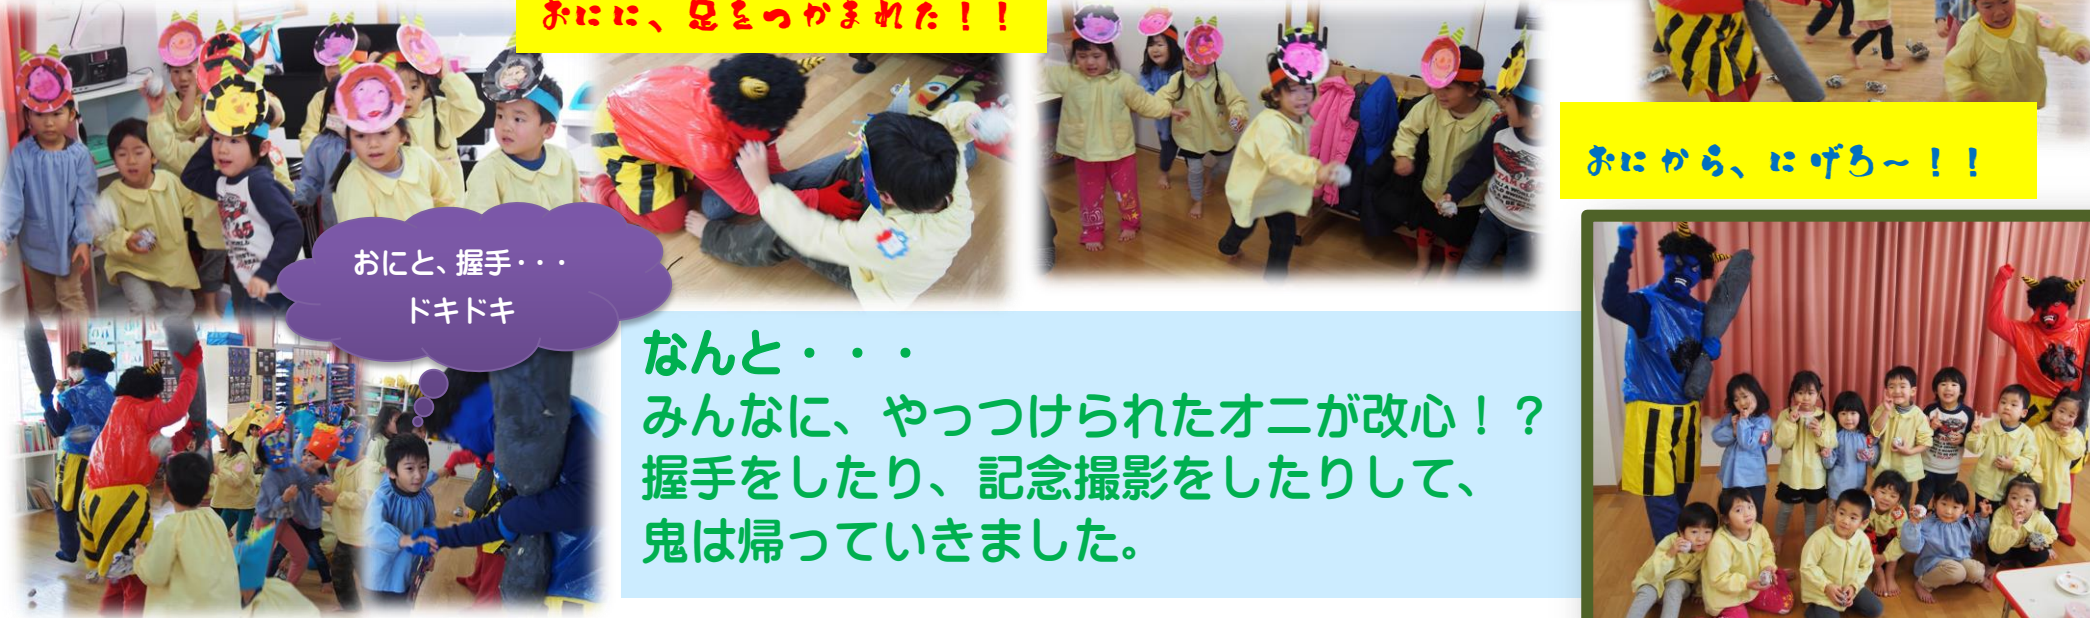 おにに、足をつかまれた！！
おにから、にげろ～！！
おにと、握手・・・
ドキドキ
なんと・・・
みんなに、やっつけられたオニが改心！？
握手をしたり、記念撮影をしたりして、
鬼は帰っていきました。